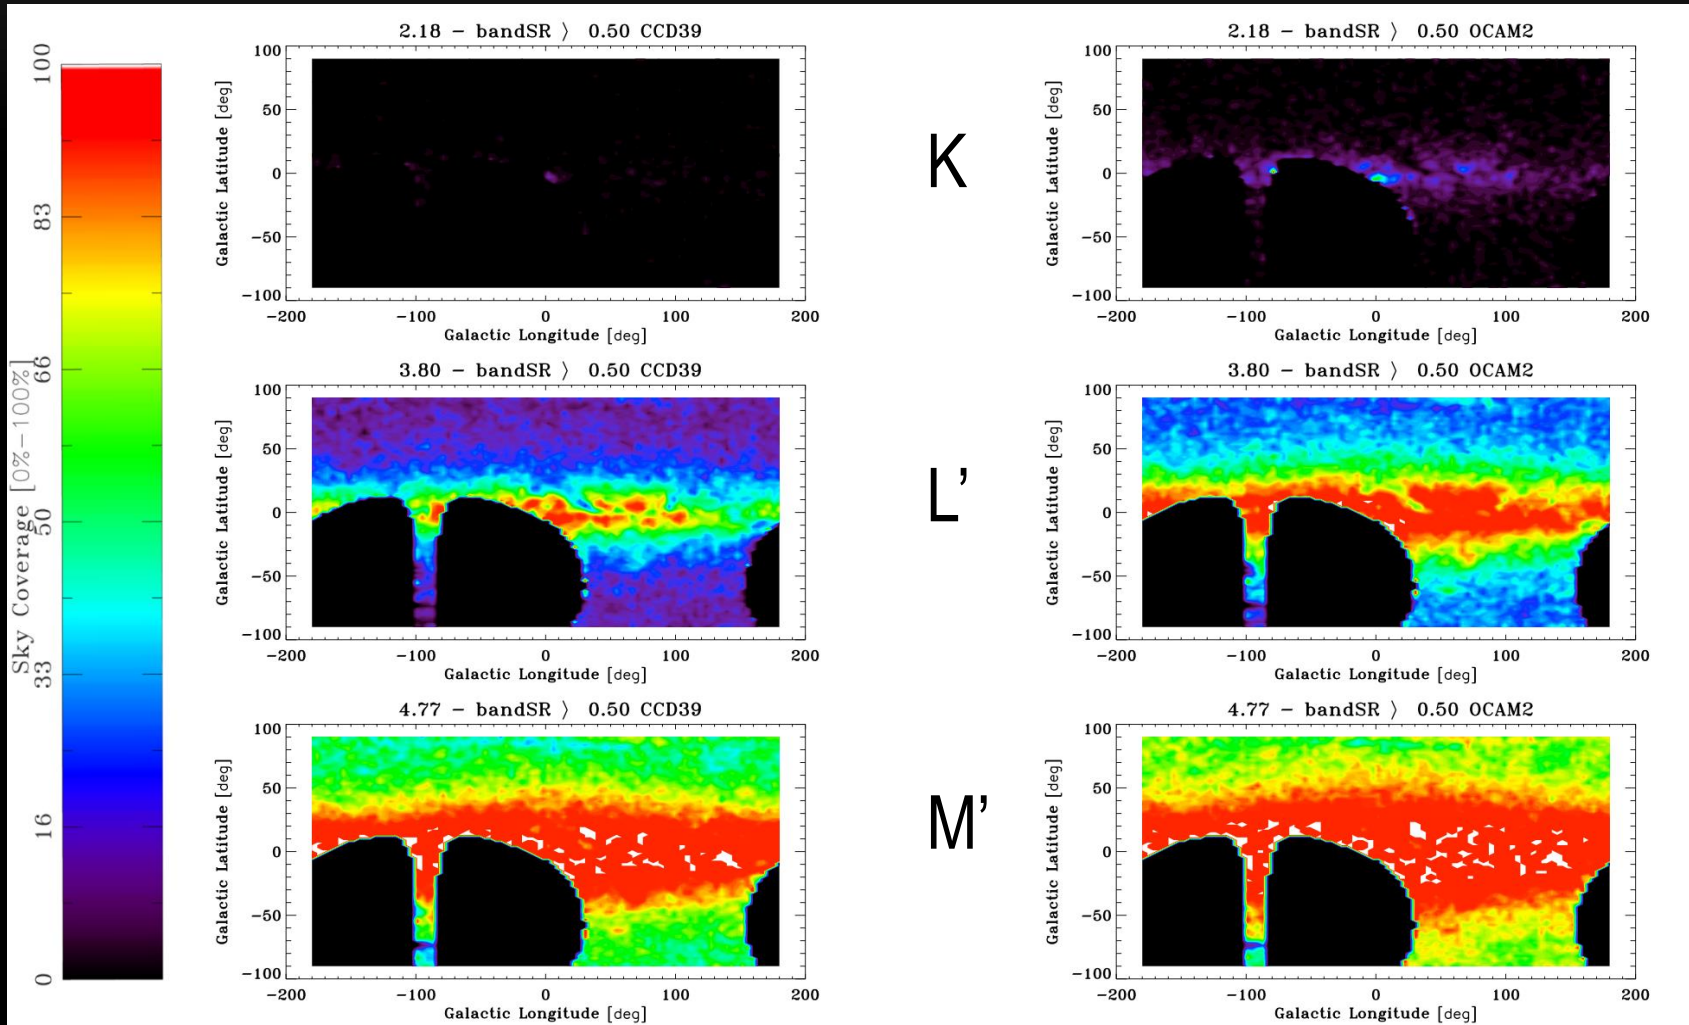 Sky Coverage [0%-100%]
100
83
66
50
33
16
0
2.18 - bandSR 〉 0.50 CCD39
100
50
0
-50
-100
Galactic Latitude [deg]
-200 -100 0 100 200
Galactic Longitude [deg]
K
2.18 - bandSR 〉 0.50 OCAM2
100
50
0
-50
-100
Galactic Latitude [deg]
-200 -100 0 100 200
Galactic Longitude [deg]
3.80 - bandSR 〉 0.50 CCD39
100
50
0
-50
-100
Galactic Latitude [deg]
-200 -100 0 100 200
Galactic Longitude [deg]
L’
3.80 - bandSR 〉 0.50 OCAM2
100
50
0
-50
-100
Galactic Latitude [deg]
-200 -100 0 100 200
Galactic Longitude [deg]
4.77 - bandSR 〉 0.50 CCD39
100
50
0
-50
-100
Galactic Latitude [deg]
-200 -100 0 100 200
Galactic Longitude [deg]
M’
4.77 - bandSR 〉 0.50 OCAM2
100
50
0
-50
-100
Galactic Latitude [deg]
-200 -100 0 100 200
Galactic Longitude [deg]